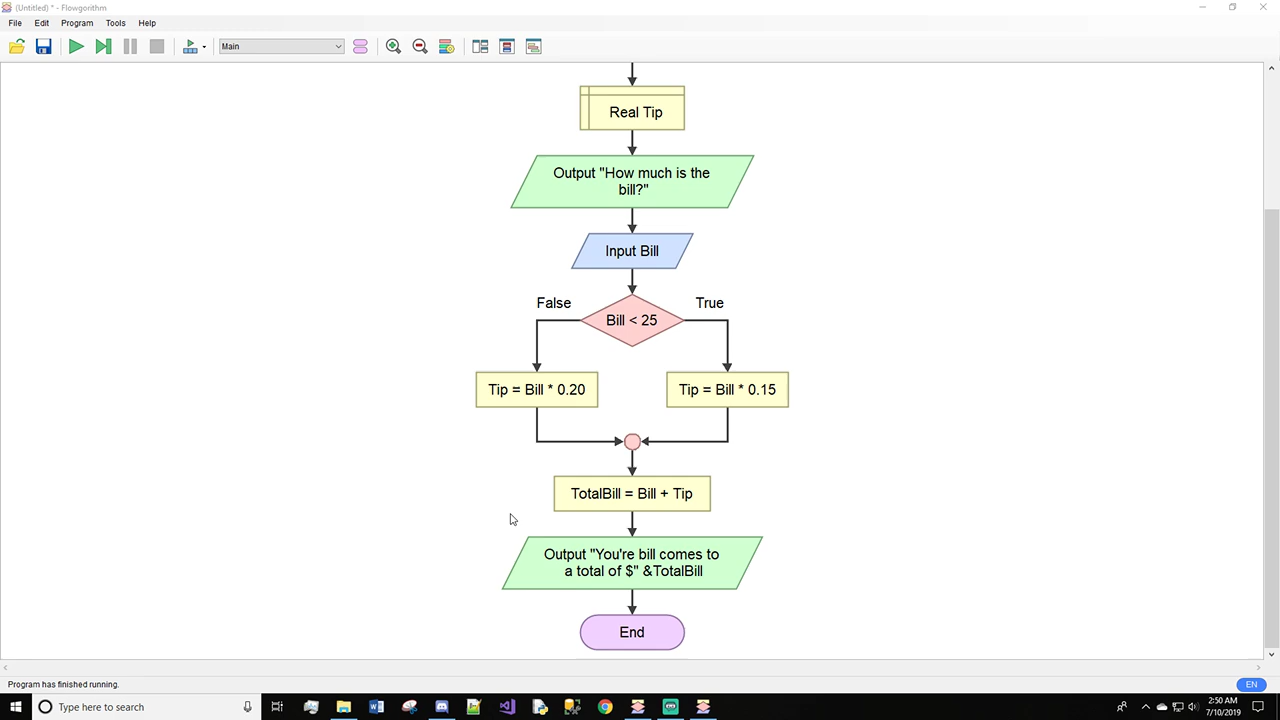 (Untitled) * - Flowgorithm
File Edit Program Tools Help
Main
Real Tip
Output "How much is the
bill?"
Input Bill
False
True
Bill < 25
Tip = Bill * 0.20
Tip = Bill * 0.15
TotalBill = Bill + Tip
Output "You're bill comes to
a total of $" &TotalBill
End
Program has finished running.
EN
Type here to search
2:50 AM
7/10/2019